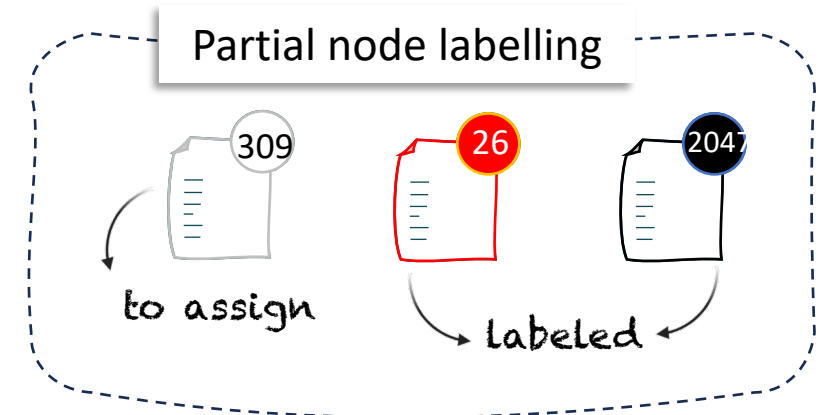 Partial node labelling
309
26
2047
to assign
labeled